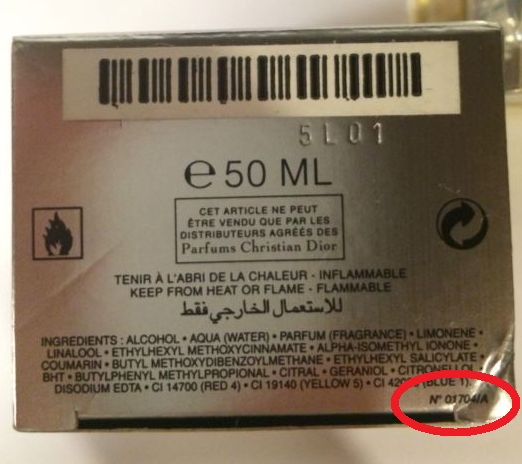 5L01
e 50 ML
CET ARTICLE NE PEUT
ÊTRE VENDU QUE PAR LES
DISTRIBUTEURS AGRÉÉS DES
Parfums Christian Dior
TENIR À L'ABRI DE LA CHALEUR - INFLAMMABLE
KEEP FROM HEAT OR FLAME - FLAMMABLE
للاستعمال الخارجي فقط
INGREDIENTS : ALCOHOL • AQUA (WATER) • PARFUM (FRAGRANCE) • LIMONENE •
LINALOOL • ETHYLHEXYL METHOXYCINNAMATE • ALPHA-ISOMETHYL IONONE •
COUMARIN • BUTYL METHOXYDIBENZOYLMETHANE • ETHYLHEXYL SALICYLATE •
BHT • BUTYLPHENYL METHYLPROPIONAL • CITRAL • GERANIOL • CITRONELLOL •
DISODIUM EDTA • CI 14700 (RED 4) • CI 19140 (YELLOW 5) • CI (BLUE 1).
N° 01704/A